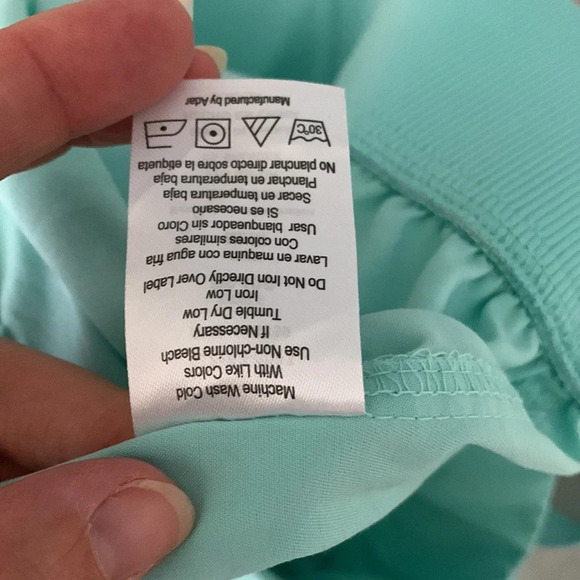 Machine Wash Cold
With Like Colors
Use Non-chlorine Bleach
If Necessary
Tumble Dry Low
Iron Low
Do Not Iron Directly Over Label
Lavar en maquina con agua fria
Con colores similares
Usar blanqueador sin Cloro
Si es necesario
Secar en temperatura baja
Planchar en temperatura baja
No planchar directo sobre la etiqueta
30°C
Manufactured by Adar